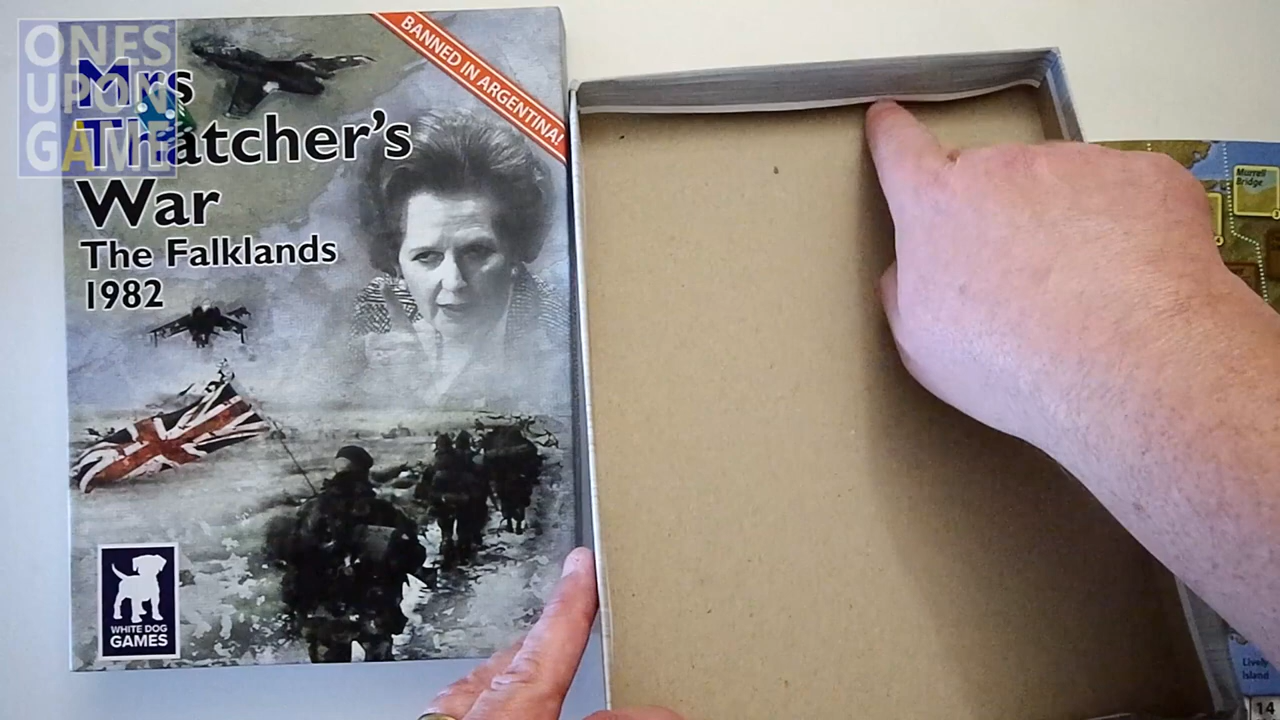 ONES
UPON
GAME
BANNED IN ARGENTINA!
Mrs
Thatcher's
War
The Falklands
1982
WHITE DOG
GAMES
Murrell
Bridge
Lively
Island
14